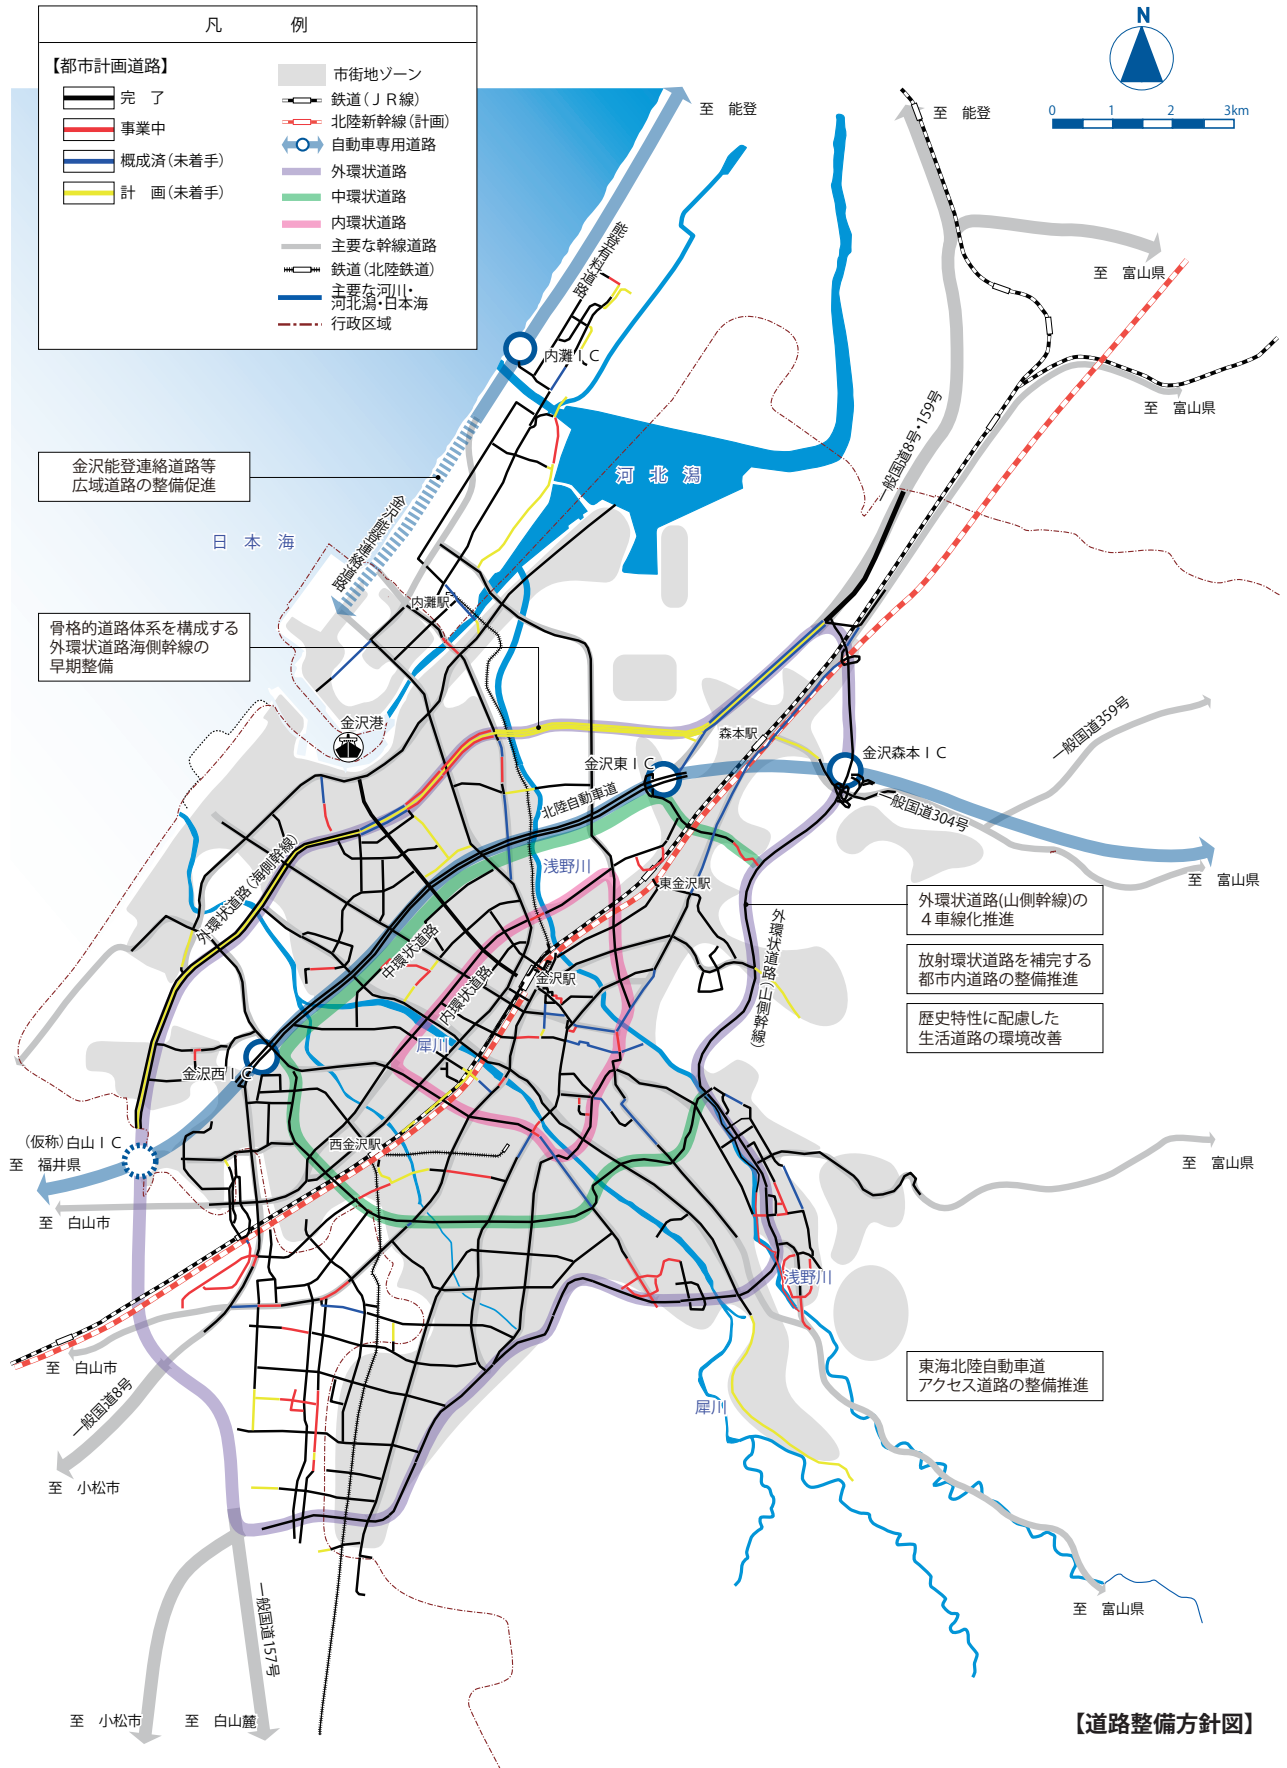 凡　例
【都市計画道路】
完　了
事業中
概成済（未着手）
計　画（未着手）
市街地ゾーン
鉄道（ＪＲ線）
北陸新幹線（計画）
自動車専用道路
外環状道路
中環状道路
内環状道路
主要な幹線道路
鉄道（北陸鉄道）
主要な河川・
河北潟・日本海
行政区域
N
0 1 2 3km
至　能登
至　能登
至　富山県
至　富山県
能登有料道路
内灘ＩＣ
一般国道8号・159号
金沢能登連絡道路等
広域道路の整備促進
河　北　潟
金沢能登連絡道路
日　本　海
内灘駅
骨格的道路体系を構成する
外環状道路海側幹線の
早期整備
金沢港
森本駅
金沢東ＩＣ
金沢森本ＩＣ
一般国道359号
一般国道304号
北陸自動車道
至　富山県
浅野川
東金沢駅
外環状道路（海側幹線）
外環状道路(山側幹線)の
４車線化推進
外環状道路（山側幹線）
中環状道路
放射環状道路を補完する
都市内道路の整備推進
金沢駅
内環状道路
歴史特性に配慮した
生活道路の環境改善
犀川
金沢西ＩＣ
（仮称）白山ＩＣ
西金沢駅
至　福井県
至　富山県
至　白山市
浅野川
至　白山市
東海北陸自動車道
アクセス道路の整備推進
一般国道8号
犀川
至　小松市
一般国道157号
至　富山県
至　小松市
至　白山麓
【道路整備方針図】